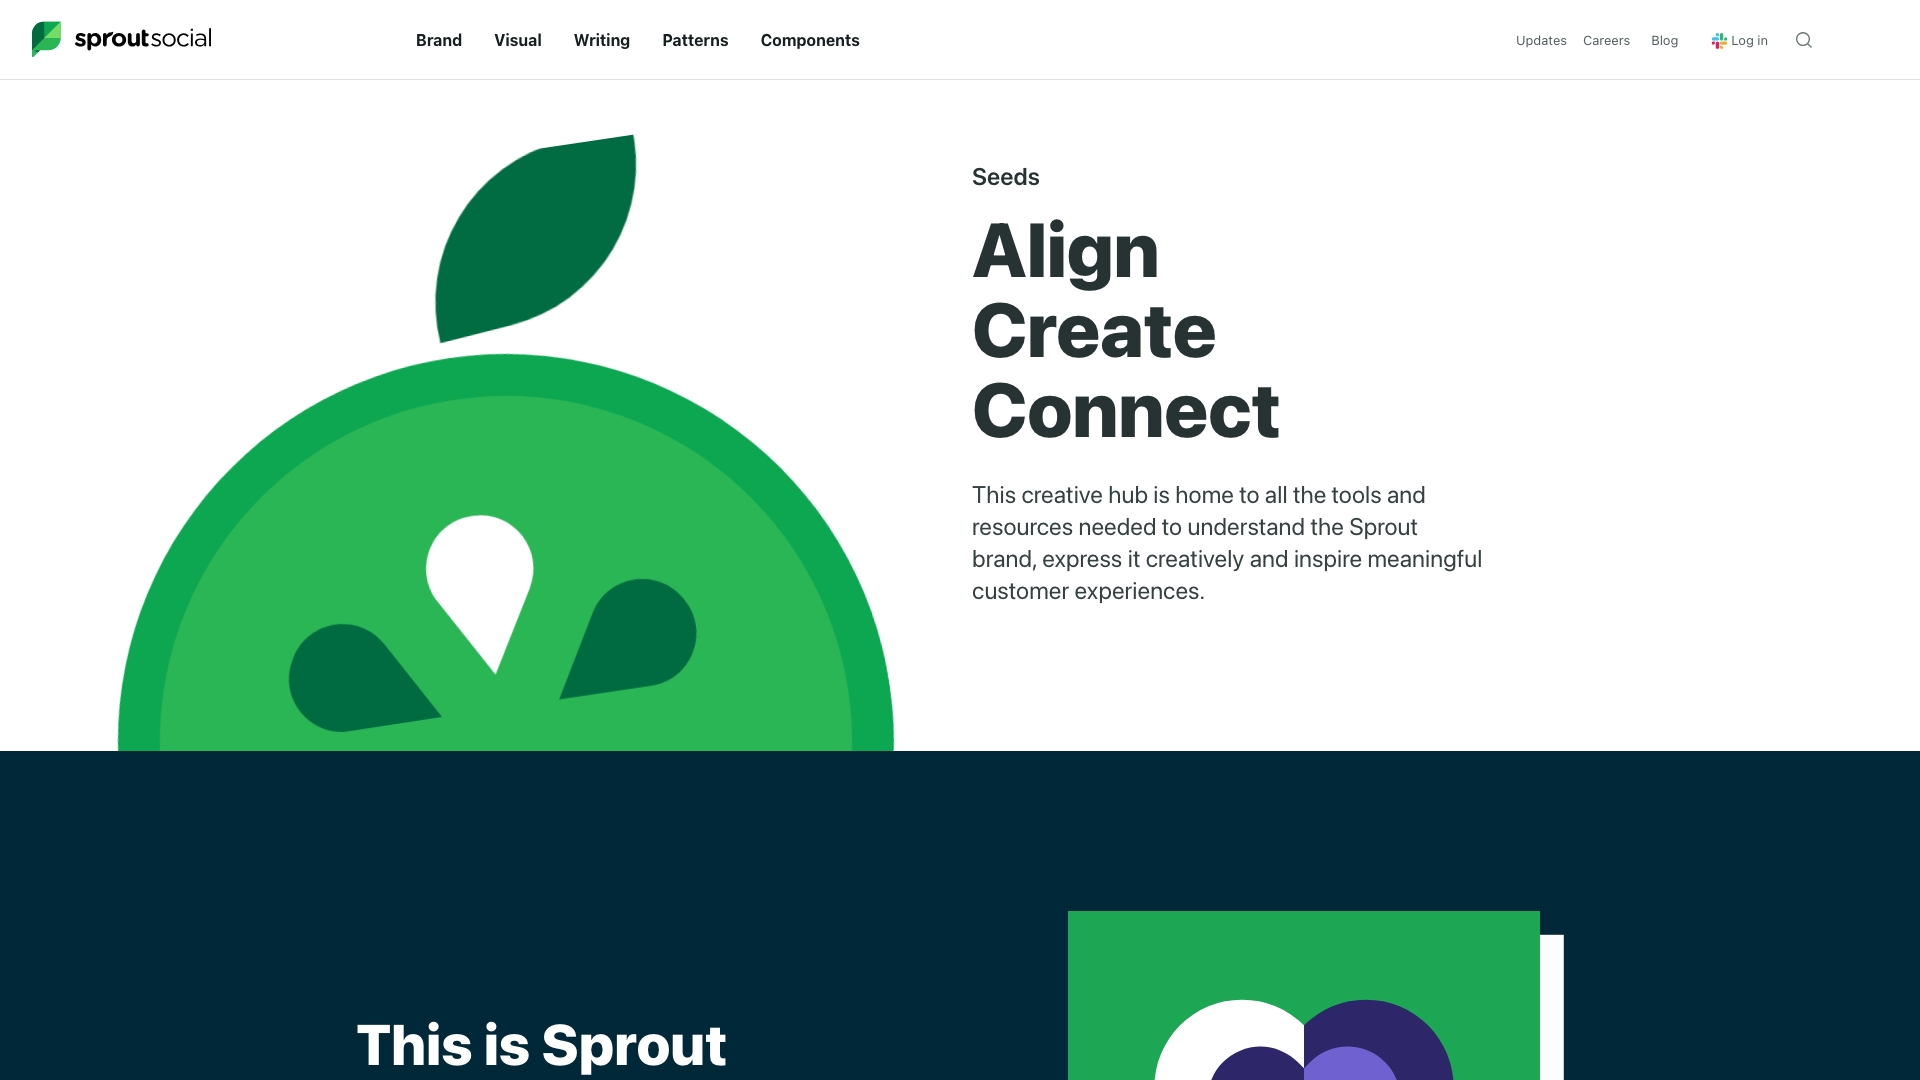 sproutsocial
Brand Visual Writing Patterns Components
Updates Careers Blog Log in
Seeds
Align
Create
Connect
This creative hub is home to all the tools and
resources needed to understand the Sprout
brand, express it creatively and inspire meaningful
customer experiences.
This is Sprout